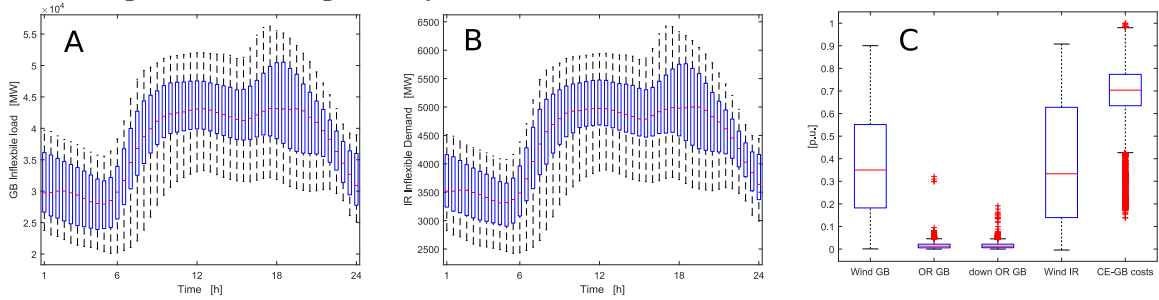 A
×10⁴
GB Inflexbile load [MW]
5.5
5
4.5
4
3.5
3
2.5
2
1 6 12 18 24
Time [h]
B
IR Inflexible Demand [MW]
6500
6000
5500
5000
4500
4000
3500
3000
2500
1 6 12 18 24
Time [h]
C
[p.u.]
1
0.9
0.8
0.7
0.6
0.5
0.4
0.3
0.2
0.1
0
Wind GB OR GB down OR GB Wind IR CE-GB costs